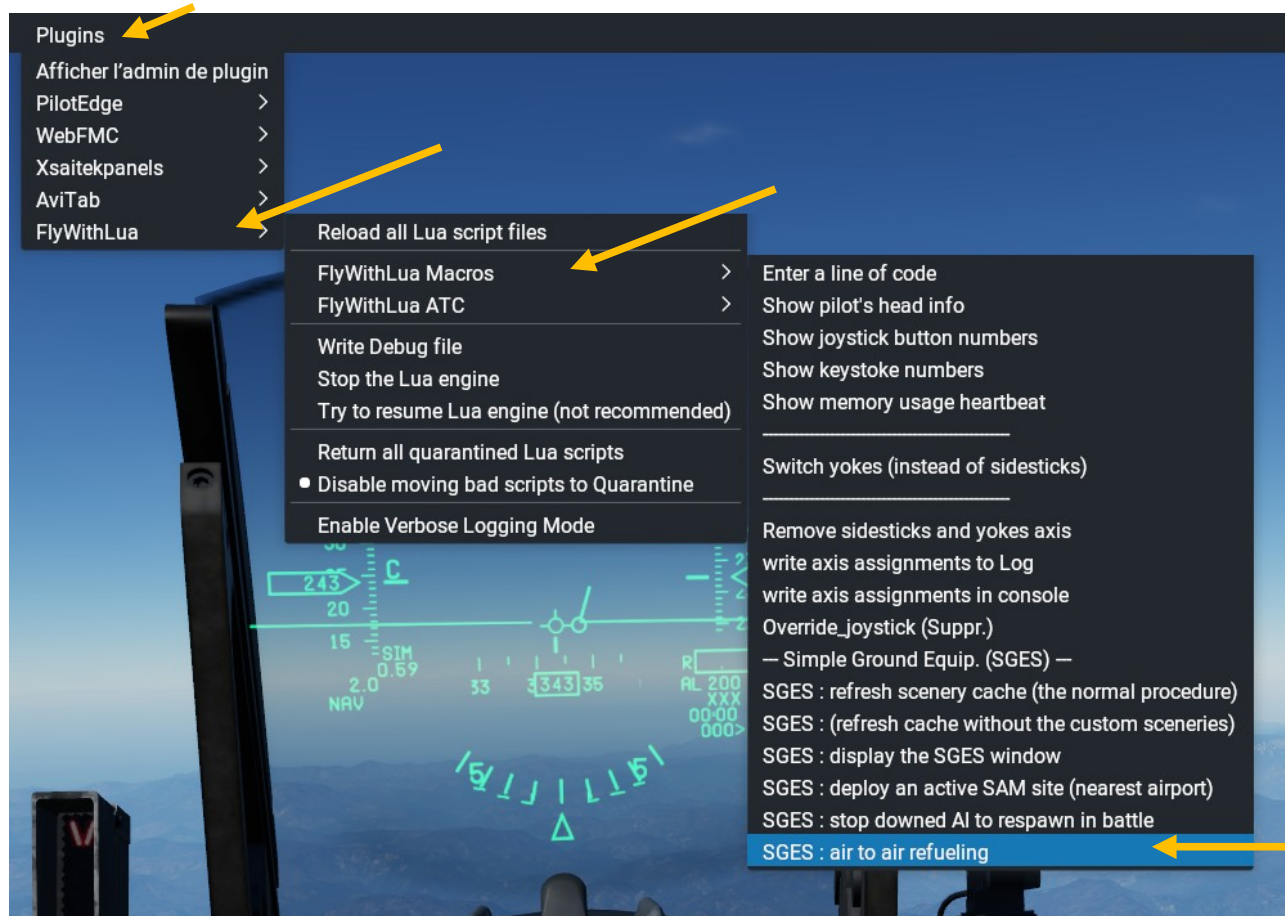 Plugins
Afficher l'admin de plugin
PilotEdge
WebFMC
Xsaitekpanels
AviTab
FlyWithLua
Reload all Lua script files
FlyWithLua Macros
FlyWithLua ATC
Write Debug file
Stop the Lua engine
Try to resume Lua engine (not recommended)
Return all quarantined Lua scripts
Disable moving bad scripts to Quarantine
Enable Verbose Logging Mode
Enter a line of code
Show pilot's head info
Show joystick button numbers
Show keystoke numbers
Show memory usage heartbeat
Switch yokes (instead of sidesticks)
Remove sidesticks and yokes axis
write axis assignments to Log
write axis assignments in console
Override_joystick (Suppr.)
— Simple Ground Equip. (SGES) —
SGES : refresh scenery cache (the normal procedure)
SGES : (refresh cache without the custom sceneries)
SGES : display the SGES window
SGES : deploy an active SAM site (nearest airport)
SGES : stop downed AI to respawn in battle
SGES : air to air refueling
C
243
20
15
SIM
0.59
2.0
NAV
33 343 35
R
AL 200
XXX
00:00
000>
5 5